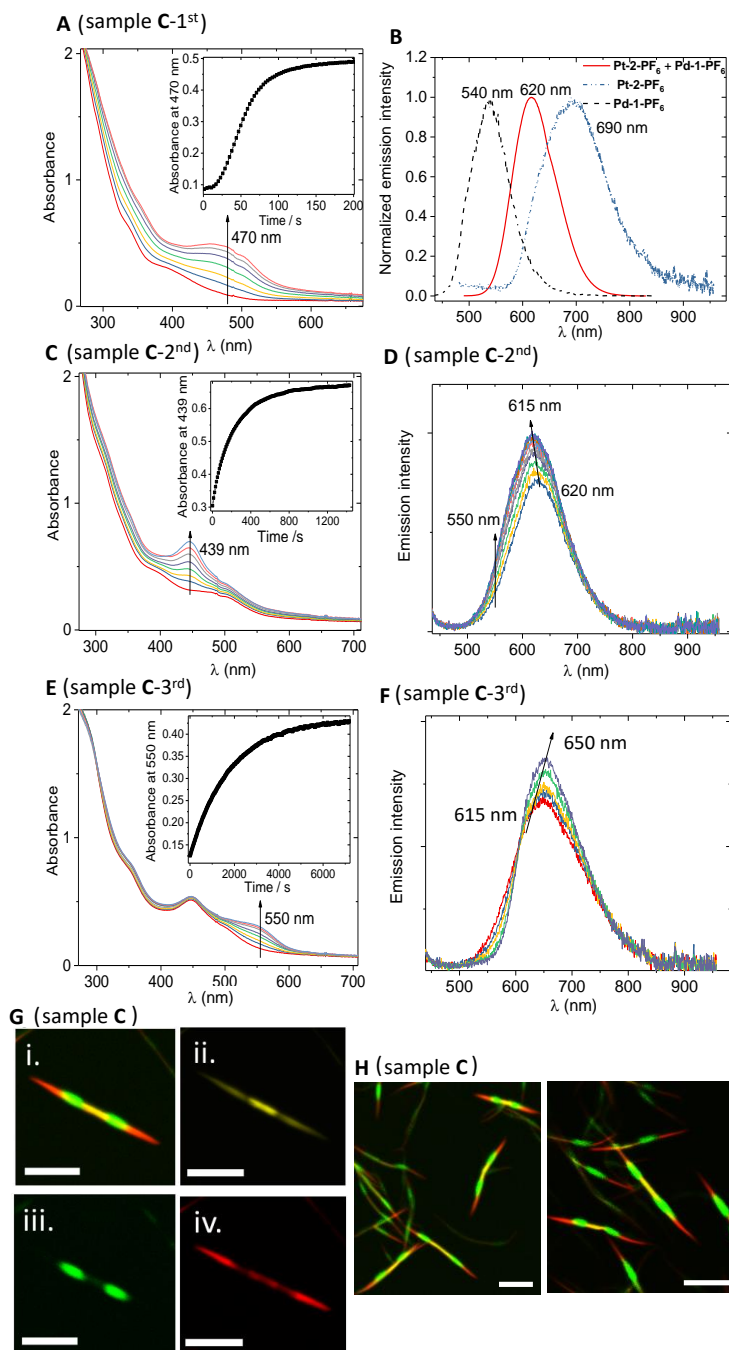 A (sample C-1st)
2
1
0
Absorbance
300 400 500 600
λ (nm)
470 nm
0.5
0.4
0.3
0.2
0.1
0 50 100 150 200
Absorbance at 470 nm
Time / s
B
1.2
1.0
0.8
0.6
0.4
0.2
0.0
Normalized emission intensity
500 600 700 800 900
λ (nm)
Pt-2-PF6 + Pd-1-PF6
Pt-2-PF6
Pd-1-PF6
540 nm
620 nm
690 nm
C (sample C-2nd)
2
1
0
Absorbance
300 400 500 600 700
λ (nm)
439 nm
0.6
0.5
0.4
0.3
0 400 800 1200
Absorbance at 439 nm
Time /s
D (sample C-2nd)
Emission intensity
615 nm
550 nm
620 nm
500 600 700 800 900
λ (nm)
E (sample C-3rd)
2
1
0
Absorbance
300 400 500 600 700
λ (nm)
550 nm
0.40
0.35
0.30
0.25
0.20
0.15
0 2000 4000 6000
Absorbance at 550 nm
Time / s
F (sample C-3rd)
Emission intensity
650 nm
615 nm
500 600 700 800 900
λ (nm)
G (sample C)
i.
ii.
iii.
iv.
H (sample C)